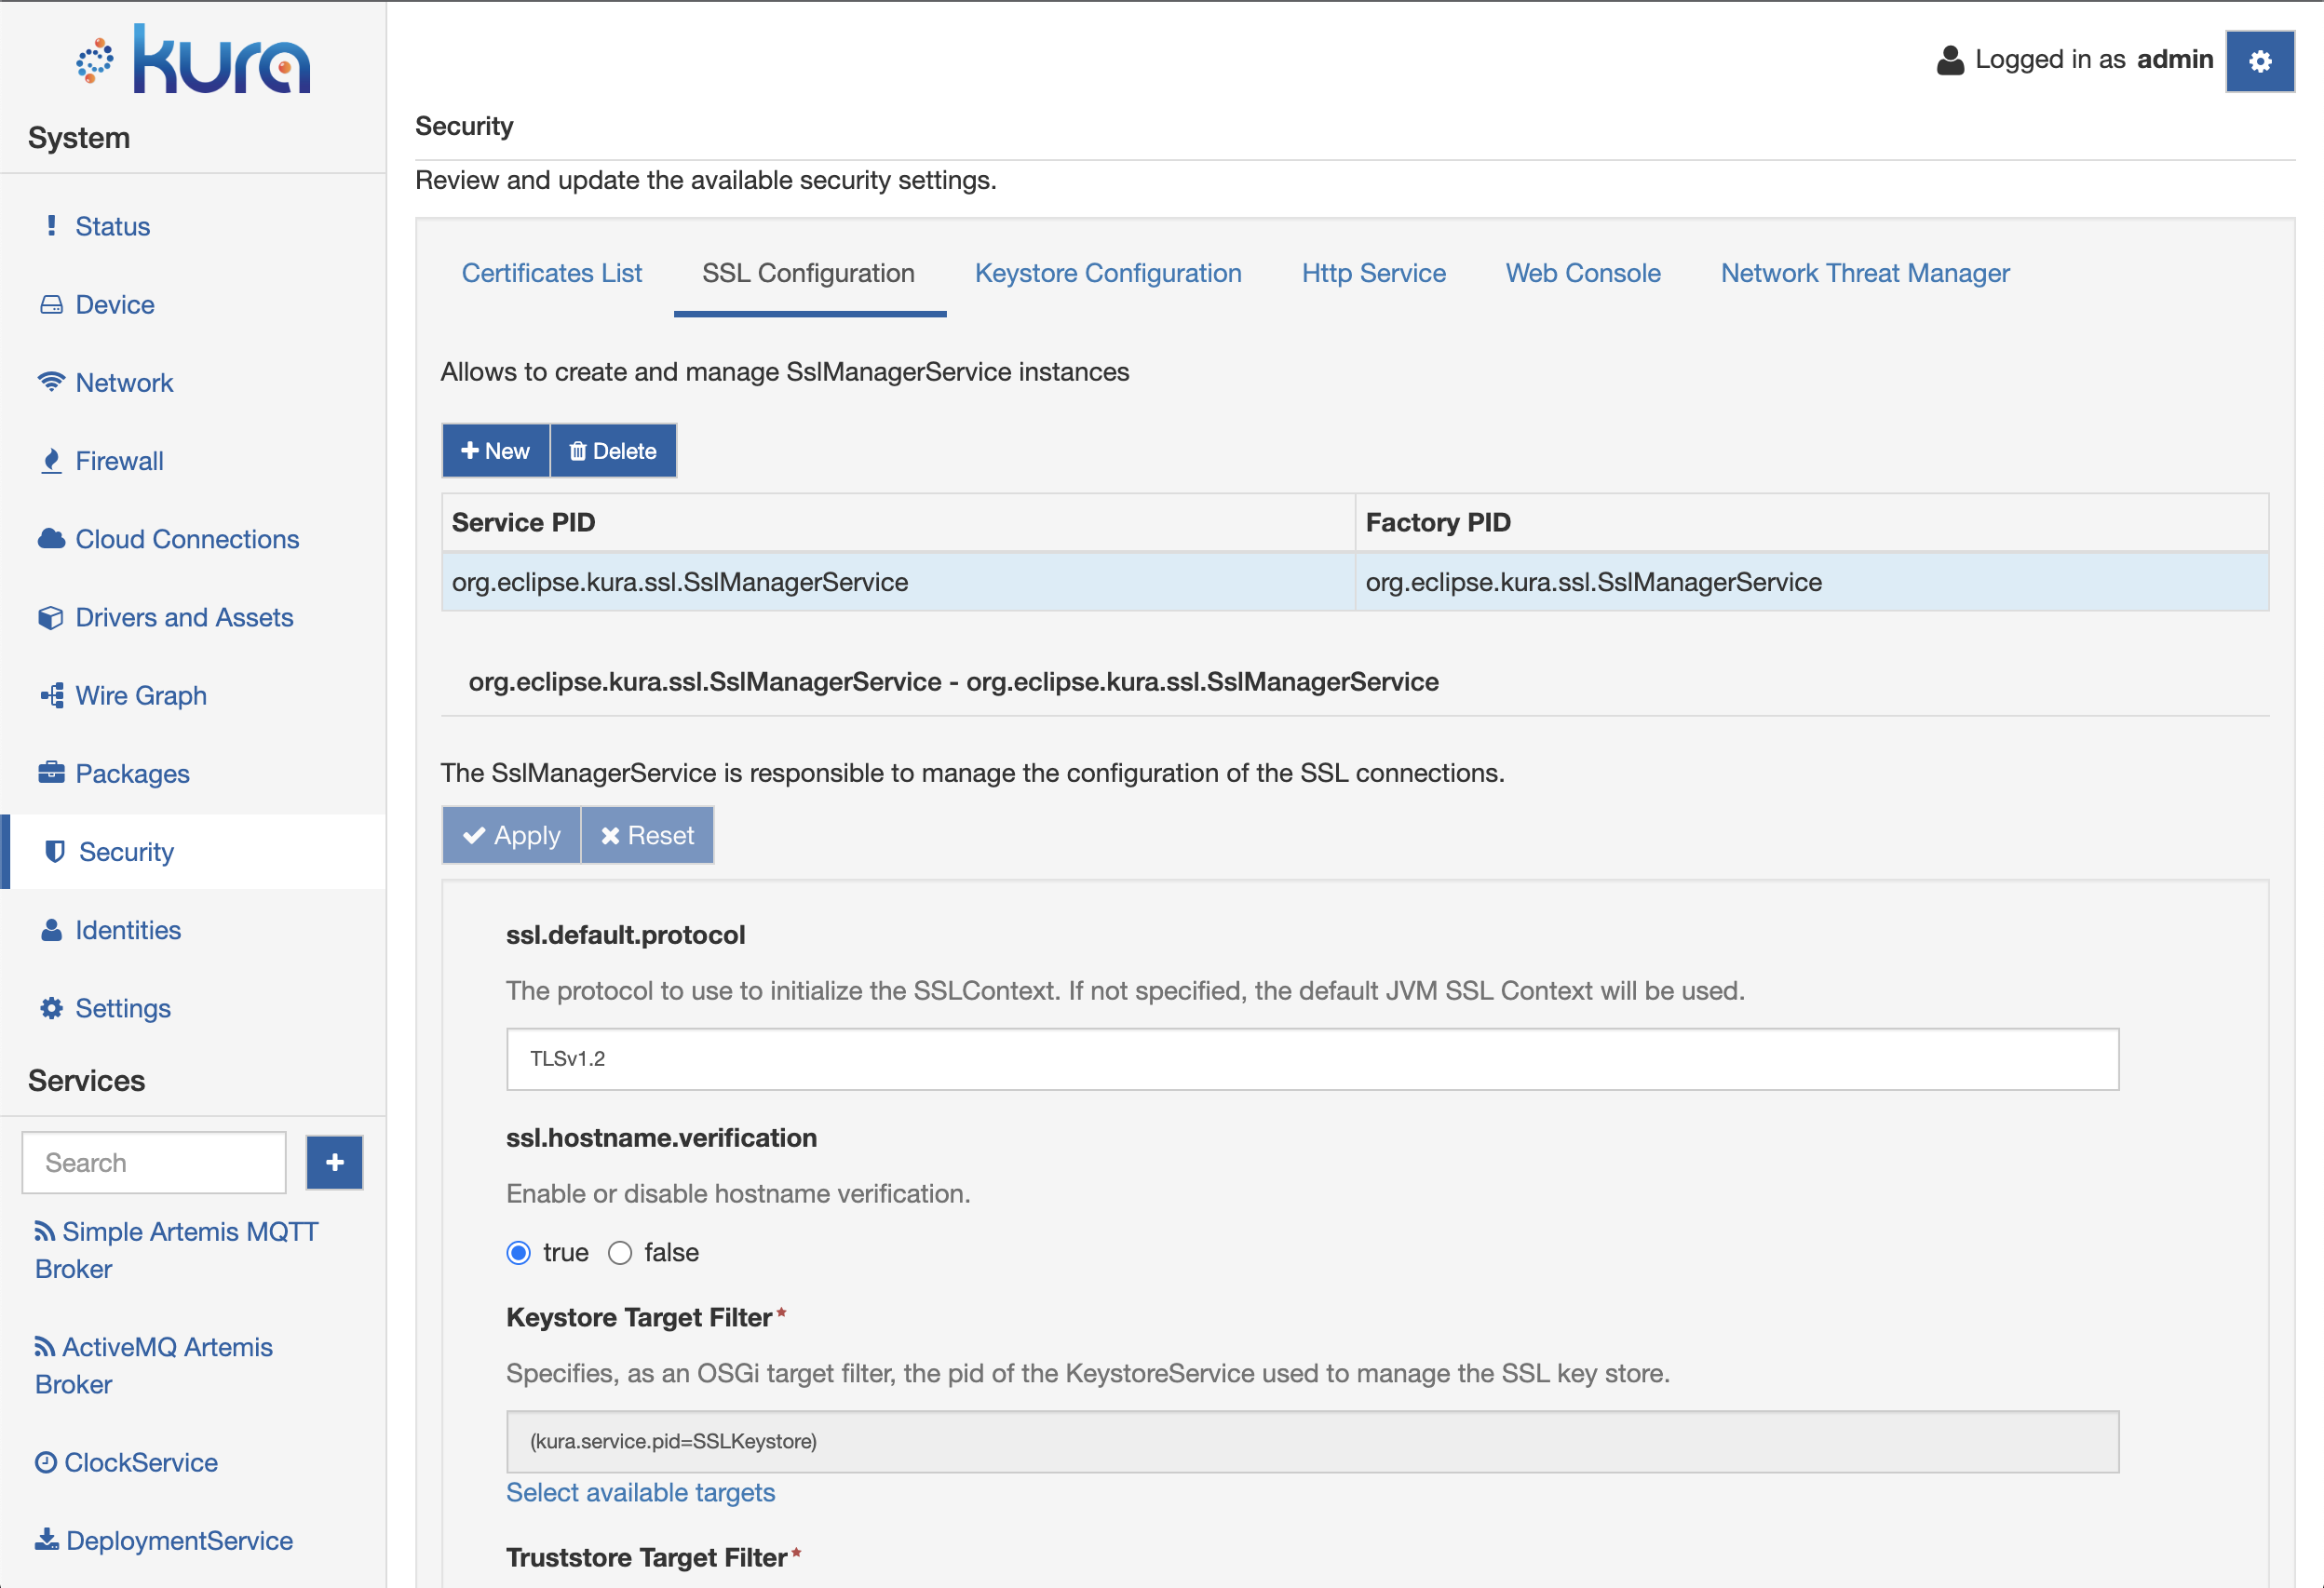 kura
System
Status
Device
Network
Firewall
Cloud Connections
Drivers and Assets
Wire Graph
Packages
Security
Identities
Settings
Services
Search
Simple Artemis MQTT
Broker
ActiveMQ Artemis
Broker
ClockService
DeploymentService
Logged in as admin
Security
Review and update the available security settings.
Certificates List SSL Configuration Keystore Configuration Http Service Web Console Network Threat Manager
Allows to create and manage SslManagerService instances
New Delete
Service PID Factory PID
org.eclipse.kura.ssl.SslManagerService org.eclipse.kura.ssl.SslManagerService
org.eclipse.kura.ssl.SslManagerService - org.eclipse.kura.ssl.SslManagerService
The SslManagerService is responsible to manage the configuration of the SSL connections.
Apply Reset
ssl.default.protocol
The protocol to use to initialize the SSLContext. If not specified, the default JVM SSL Context will be used.
TLSv1.2
ssl.hostname.verification
Enable or disable hostname verification.
true false
Keystore Target Filter*
Specifies, as an OSGi target filter, the pid of the KeystoreService used to manage the SSL key store.
(kura.service.pid=SSLKeystore)
Select available targets
Truststore Target Filter*